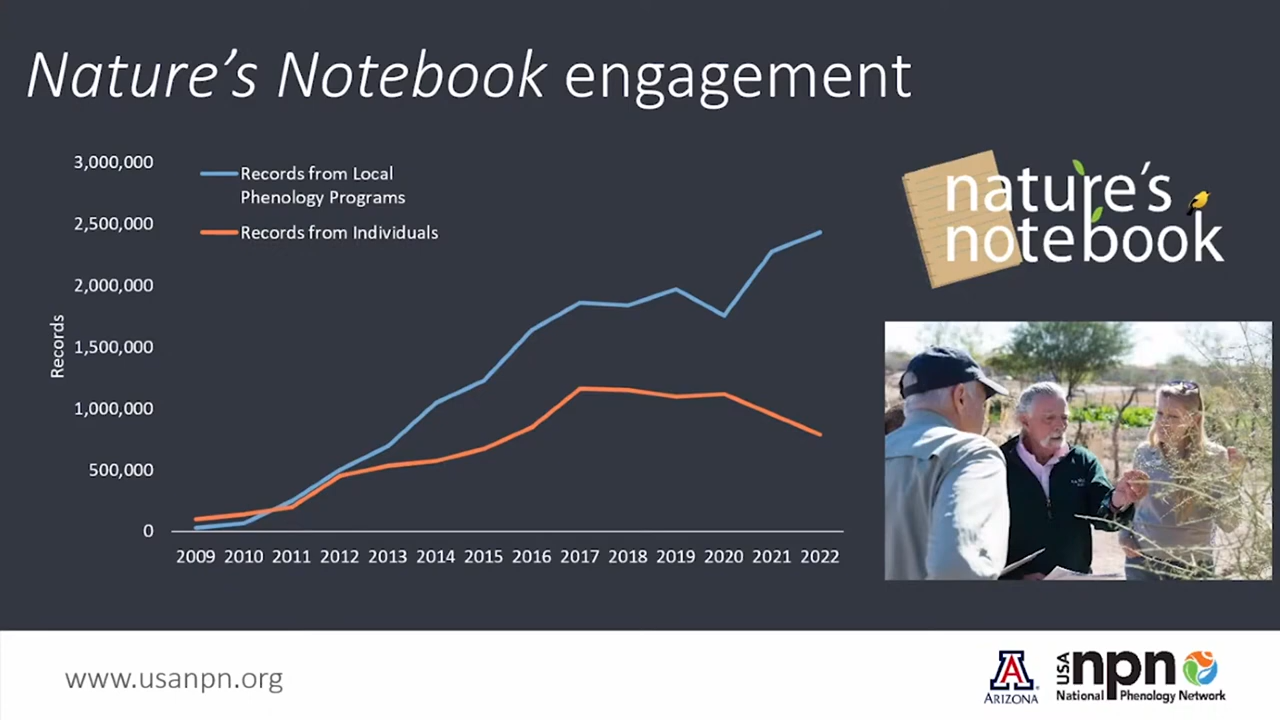 Nature's Notebook engagement
3,000,000
2,500,000
2,000,000
1,500,000
1,000,000
500,000
0
Records
Records from Local
Phenology Programs
Records from Individuals
2009 2010 2011 2012 2013 2014 2015 2016 2017 2018 2019 2020 2021 2022
nature's
notebook
www.usanpn.org
A
ARIZONA
USA npn
National Phenology Network